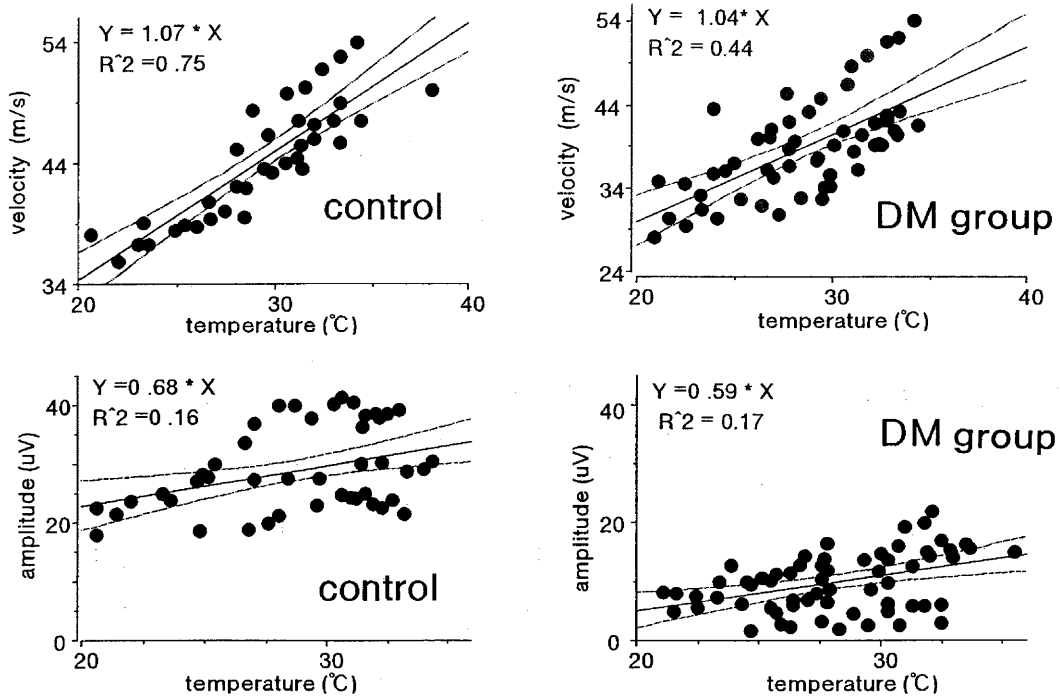 Y = 1.07 * X
R^2 = 0 .75
54
44
34
velocity (m/s)
control
20
30
40
temperature (℃)
Y = 1.04* X
R^2 = 0.44
54
44
34
24
velocity (m/s)
DM group
20
30
40
temperature (℃)
Y =0 .68 * X
R^2 =0.16
40
20
0
amplitude (uV)
control
20
30
temperature (℃)
Y =0 .59 * X
R^2 = 0.17
40
20
0
amplitude (uV)
DM group
20
30
temperature (℃)